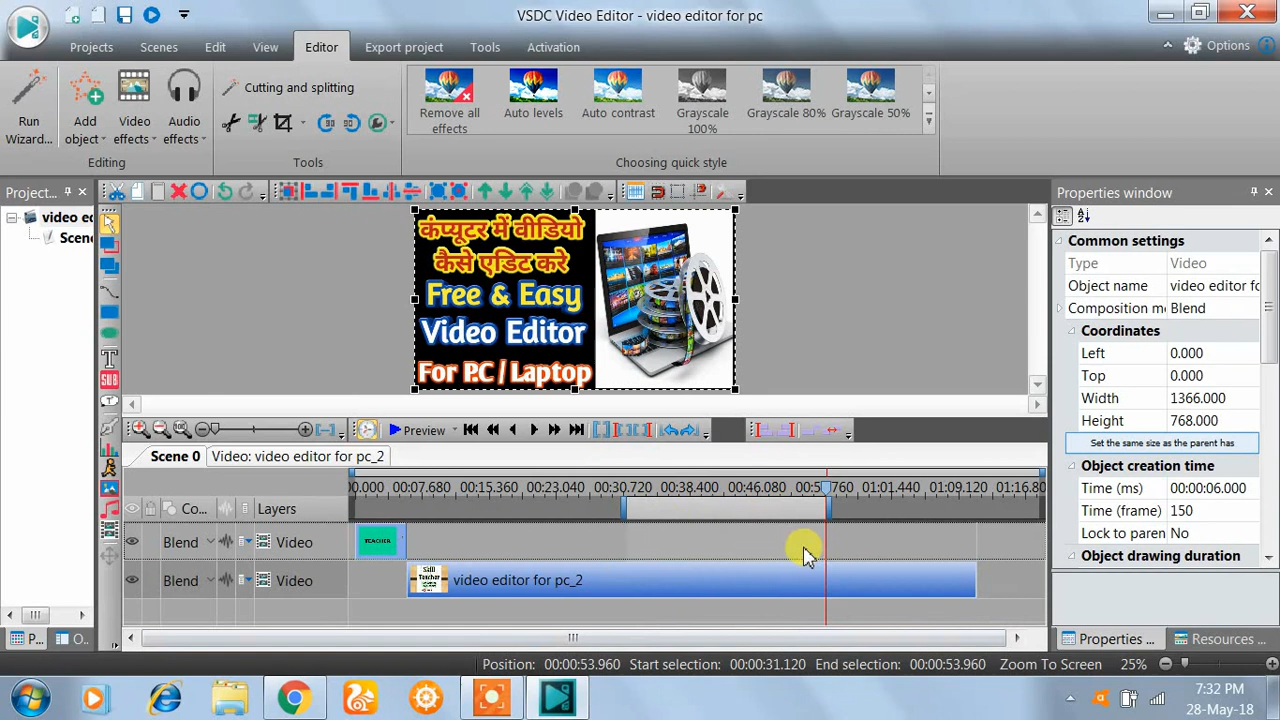 VSDC Video Editor - video editor for pc
Projects Scenes Edit View Editor Export project Tools Activation Options
Run Wizard...
Add object
Video effects
Audio effects
Editing
Cutting and splitting
Tools
Remove all effects
Auto levels
Auto contrast
Grayscale 100%
Grayscale 80%
Grayscale 50%
Choosing quick style
Project...
video ed
Scene
कंप्यूटर में वीडियो
कैसे एडिट करे
Free & Easy
Video Editor
For P.C / Laptop
T
SUB
Preview
Scene 0 Video: video editor for pc_2
00.000 00:07.680 00:15.360 00:23.040 00:30.720 00:38.400 00:46.080 00:5 760 01:01.440 01:09.120 01:16.80
Co... Layers
Blend Video TEACHER
Blend Video Skill Teacher video editor for pc_2
P... O...
Properties window
Common settings
Type Video
Object name video editor fo
Composition m Blend
Coordinates
Left 0.000
Top 0.000
Width 1366.000
Height 768.000
Set the same size as the parent has
Object creation time
Time (ms) 00:00:06.000
Time (frame) 150
Lock to paren No
Object drawing duration
Properties ... Resources ...
Position: 00:00:53.960 Start selection: 00:00:31.120 End selection: 00:00:53.960 Zoom To Screen 25%
7:32 PM
28-May-18